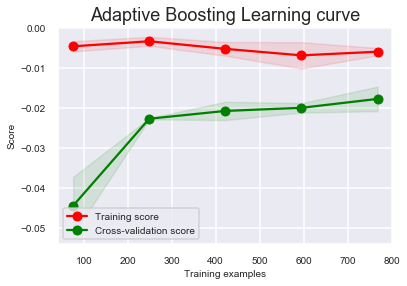 Adaptive Boosting Learning curve
0.00
−0.01
−0.02
−0.03
−0.04
−0.05
Score
Training score
Cross-validation score
100 200 300 400 500 600 700 800
Training examples